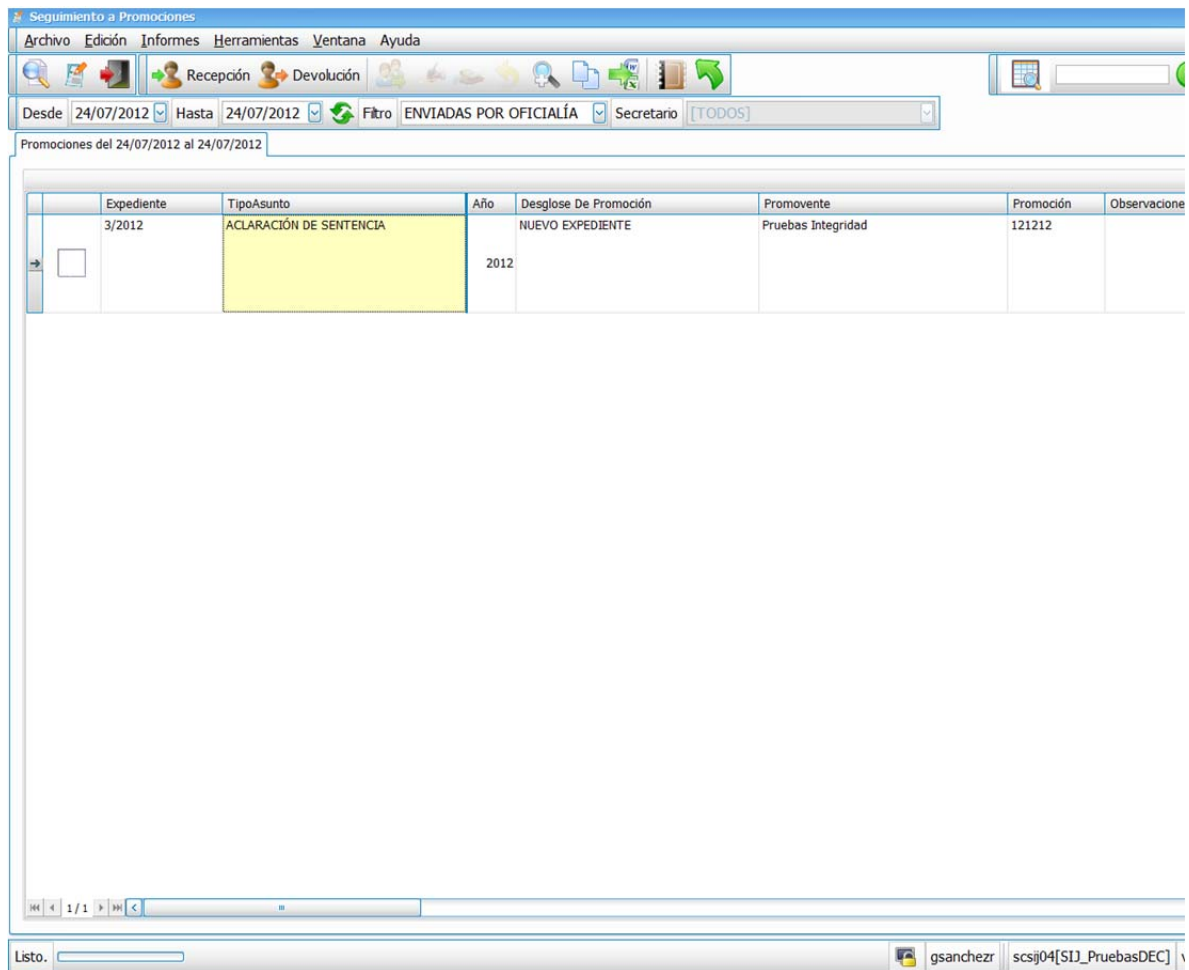 Seguimiento a Promociones
Archivo Edición Informes Herramientas Ventana Ayuda
Recepción Devolución
Desde 24/07/2012 Hasta 24/07/2012 Filtro ENVIADAS POR OFICIALÍA Secretario [TODOS]
Promociones del 24/07/2012 al 24/07/2012
Expediente TipoAsunto Año Desglose De Promoción Promovente Promoción Observacione
3/2012 ACLARACIÓN DE SENTENCIA 2012 NUEVO EXPEDIENTE Pruebas Integridad 121212
1 / 1
Listo. gsanchezr scsij04[SIJ_PruebasDEC]